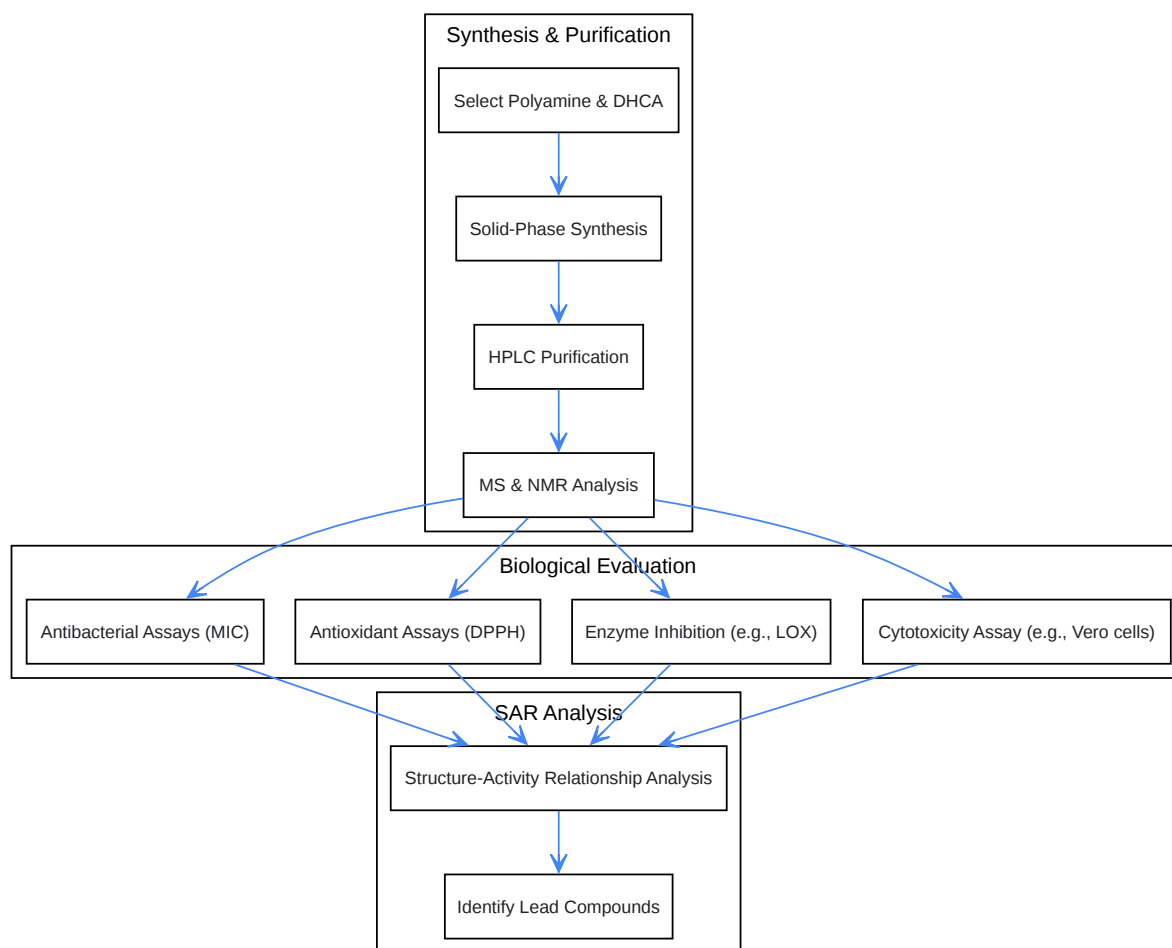 Synthesis & Purification
Select Polyamine & DHCA
Solid-Phase Synthesis
HPLC Purification
MS & NMR Analysis
Biological Evaluation
Antibacterial Assays (MIC)
Antioxidant Assays (DPPH)
Enzyme Inhibition (e.g., LOX)
Cytotoxicity Assay (e.g., Vero cells)
SAR Analysis
Structure-Activity Relationship Analysis
Identify Lead Compounds